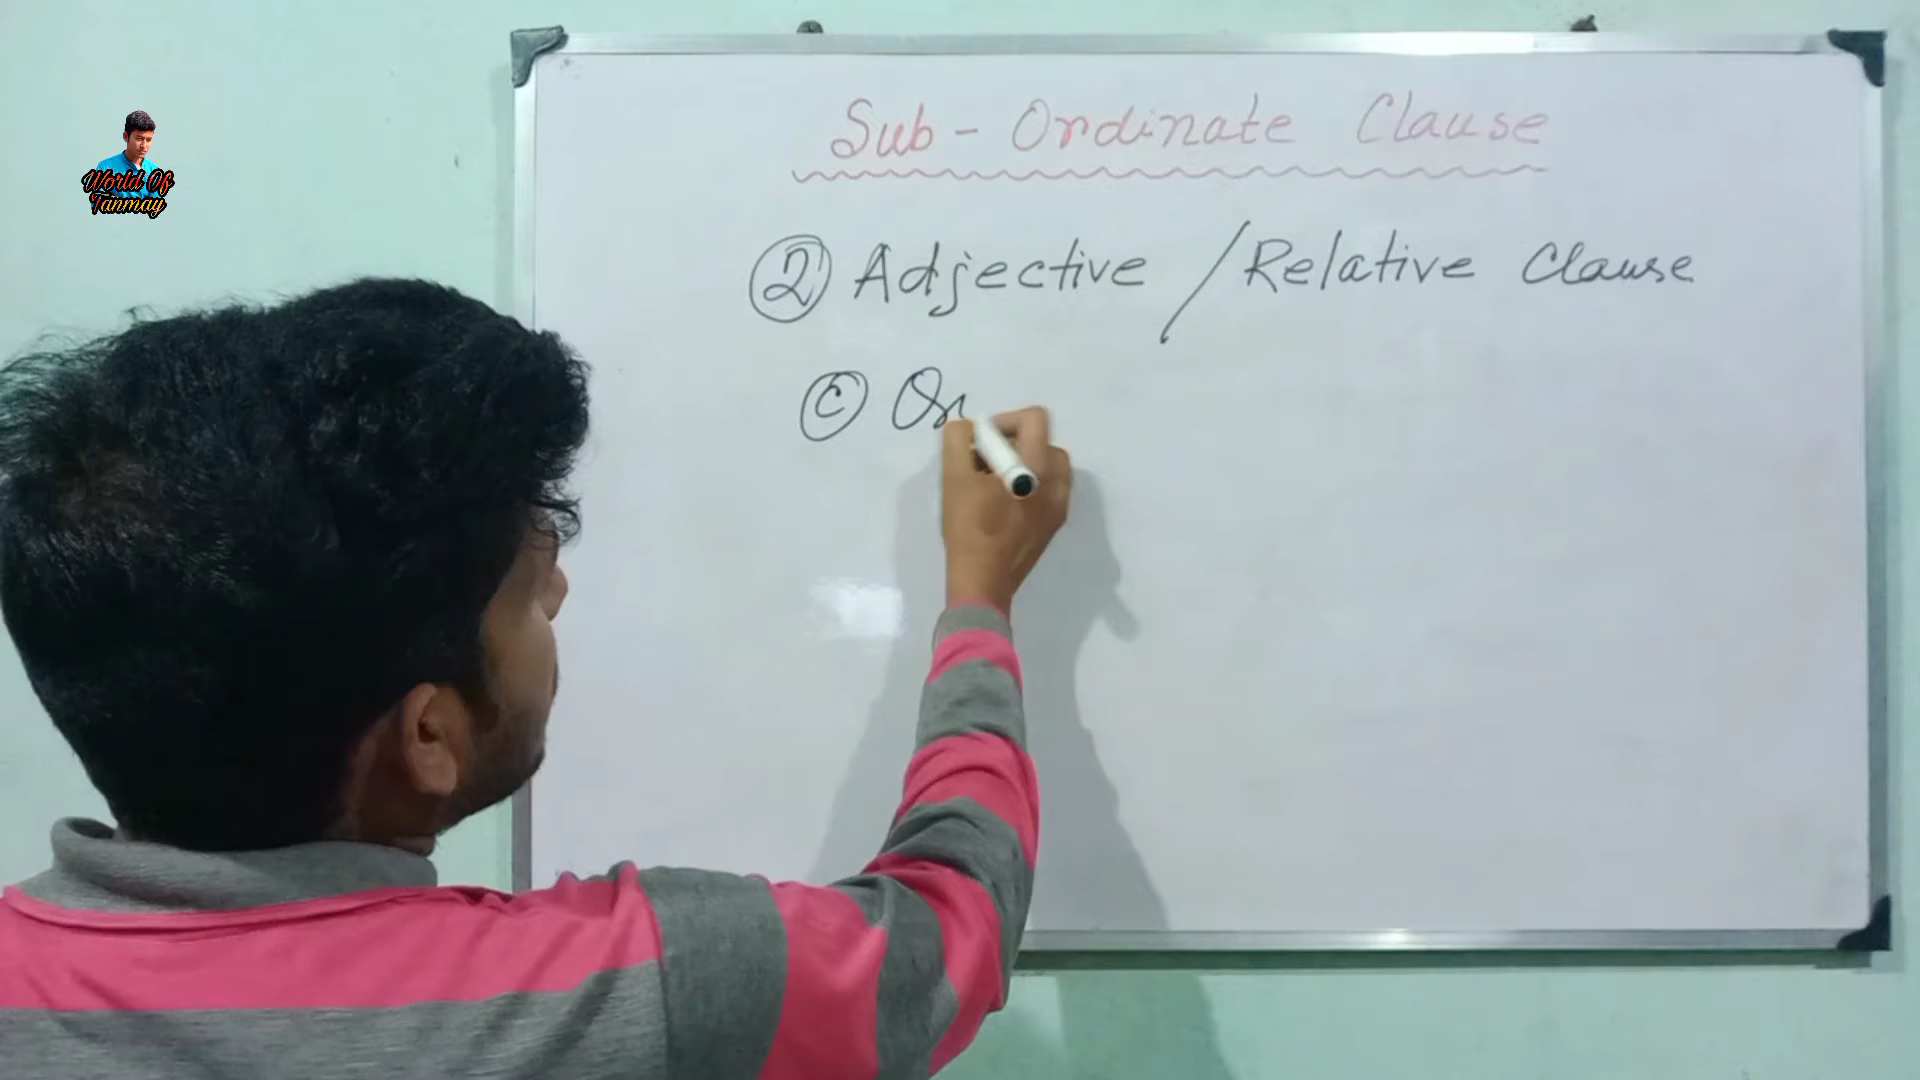 World Of
Tanmay
Sub - Ordinate Clause
② Adjective / Relative Clause
ⓒ